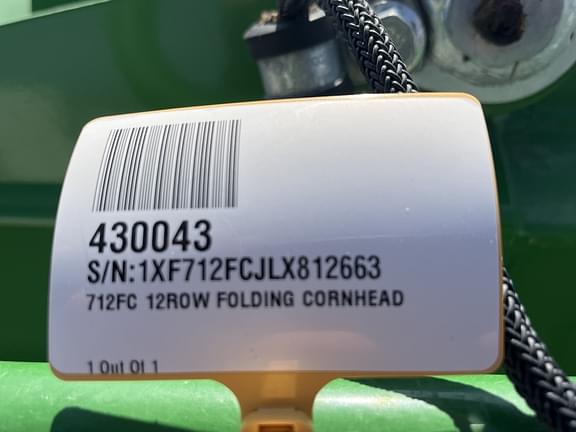 430043
S/N:1XF712FCJLX812663
712FC 12ROW FOLDING CORNHEAD
1 Out Of 1